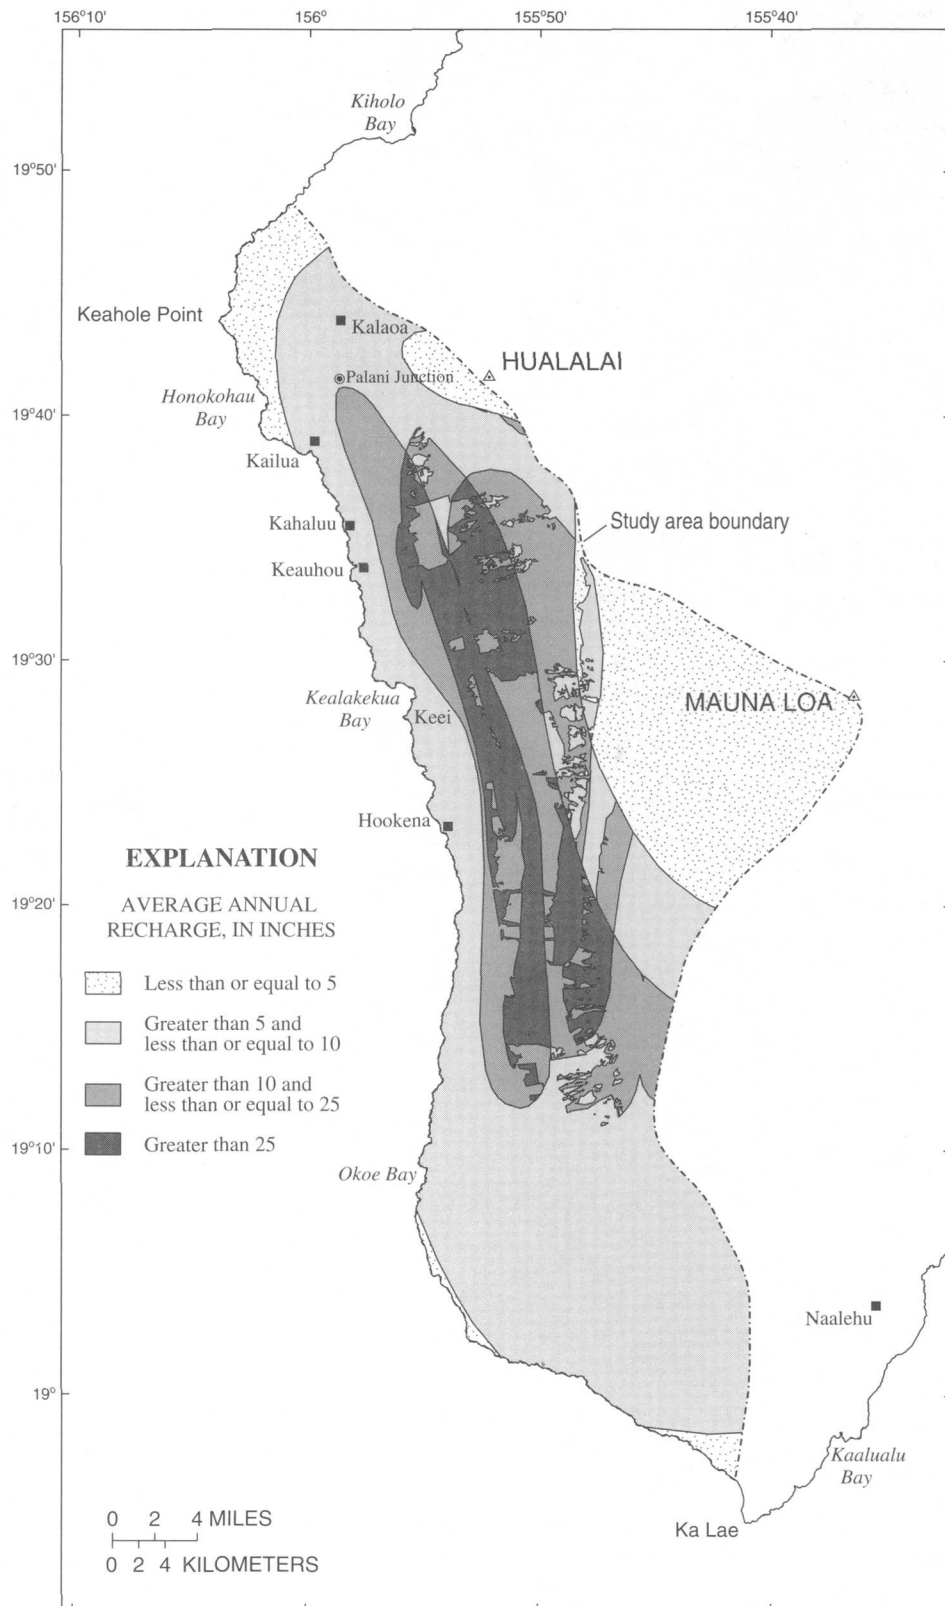 156°10' 156° 155°50' 155°40'
Kiholo
Bay
19°50'
Keahole Point
Kalaoa
HUALALAI
Palani Junction
Honokohau
Bay
19°40'
Kailua
Kahaluu
Study area boundary
Keauhou
19°30'
Kealakekua
Bay
Keei
MAUNA LOA
Hookena
EXPLANATION
AVERAGE ANNUAL
RECHARGE, IN INCHES
19°20'
Less than or equal to 5
Greater than 5 and
less than or equal to 10
Greater than 10 and
less than or equal to 25
Greater than 25
19°10'
Okoe Bay
Naalehu
19°
Kaalualu
Bay
Ka Lae
0 2 4 MILES
0 2 4 KILOMETERS